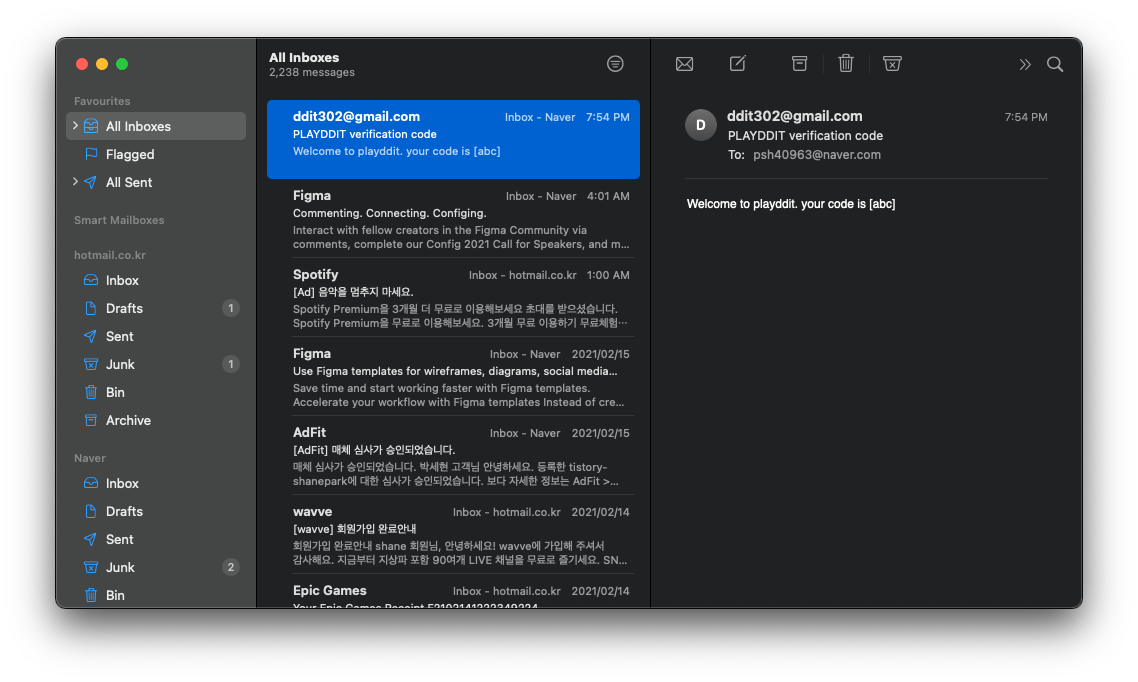 Favourites
All Inboxes
Flagged
All Sent
Smart Mailboxes
hotmail.co.kr
Inbox
Drafts 1
Sent
Junk 1
Bin
Archive
Naver
Inbox
Drafts
Sent
Junk 2
Bin
All Inboxes
2,238 messages
ddit302@gmail.com Inbox - Naver 7:54 PM
PLAYDDIT verification code
Welcome to playddit. your code is [abc]
Figma Inbox - Naver 4:01 AM
Commenting. Connecting. Configing.
Interact with fellow creators in the Figma Community via
comments, complete our Config 2021 Call for Speakers, and m...
Spotify Inbox - hotmail.co.kr 1:00 AM
[Ad] 음악을 멈추지 마세요.
Spotify Premium을 3개월 더 무료로 이용해보세요 초대를 받으셨습니다.
Spotify Premium을 무료로 이용해보세요. 3개월 무료 이용하기 무료체험···
Figma Inbox - Naver 2021/02/15
Use Figma templates for wireframes, diagrams, social media...
Save time and start working faster with Figma templates.
Accelerate your workflow with Figma templates Instead of cre...
AdFit Inbox - Naver 2021/02/15
[AdFit] 매체 심사가 승인되었습니다.
매체 심사가 승인되었습니다. 박세현 고객님 안녕하세요. 등록한 tistory-
shanepark에 대한 심사가 승인되었습니다. 보다 자세한 정보는 AdFit >...
wavve Inbox - hotmail.co.kr 2021/02/14
[wavve] 회원가입 완료안내
회원가입 완료안내 shane 회원님, 안녕하세요! wavve에 가입해 주셔서
감사해요. 지금부터 지상파 포함 90여개 LIVE 채널을 무료로 즐기세요. SN...
Epic Games Inbox - hotmail.co.kr 2021/02/14
Your Epic Games Receipt
D
ddit302@gmail.com 7:54 PM
PLAYDDIT verification code
To: psh40963@naver.com
Welcome to playddit. your code is [abc]